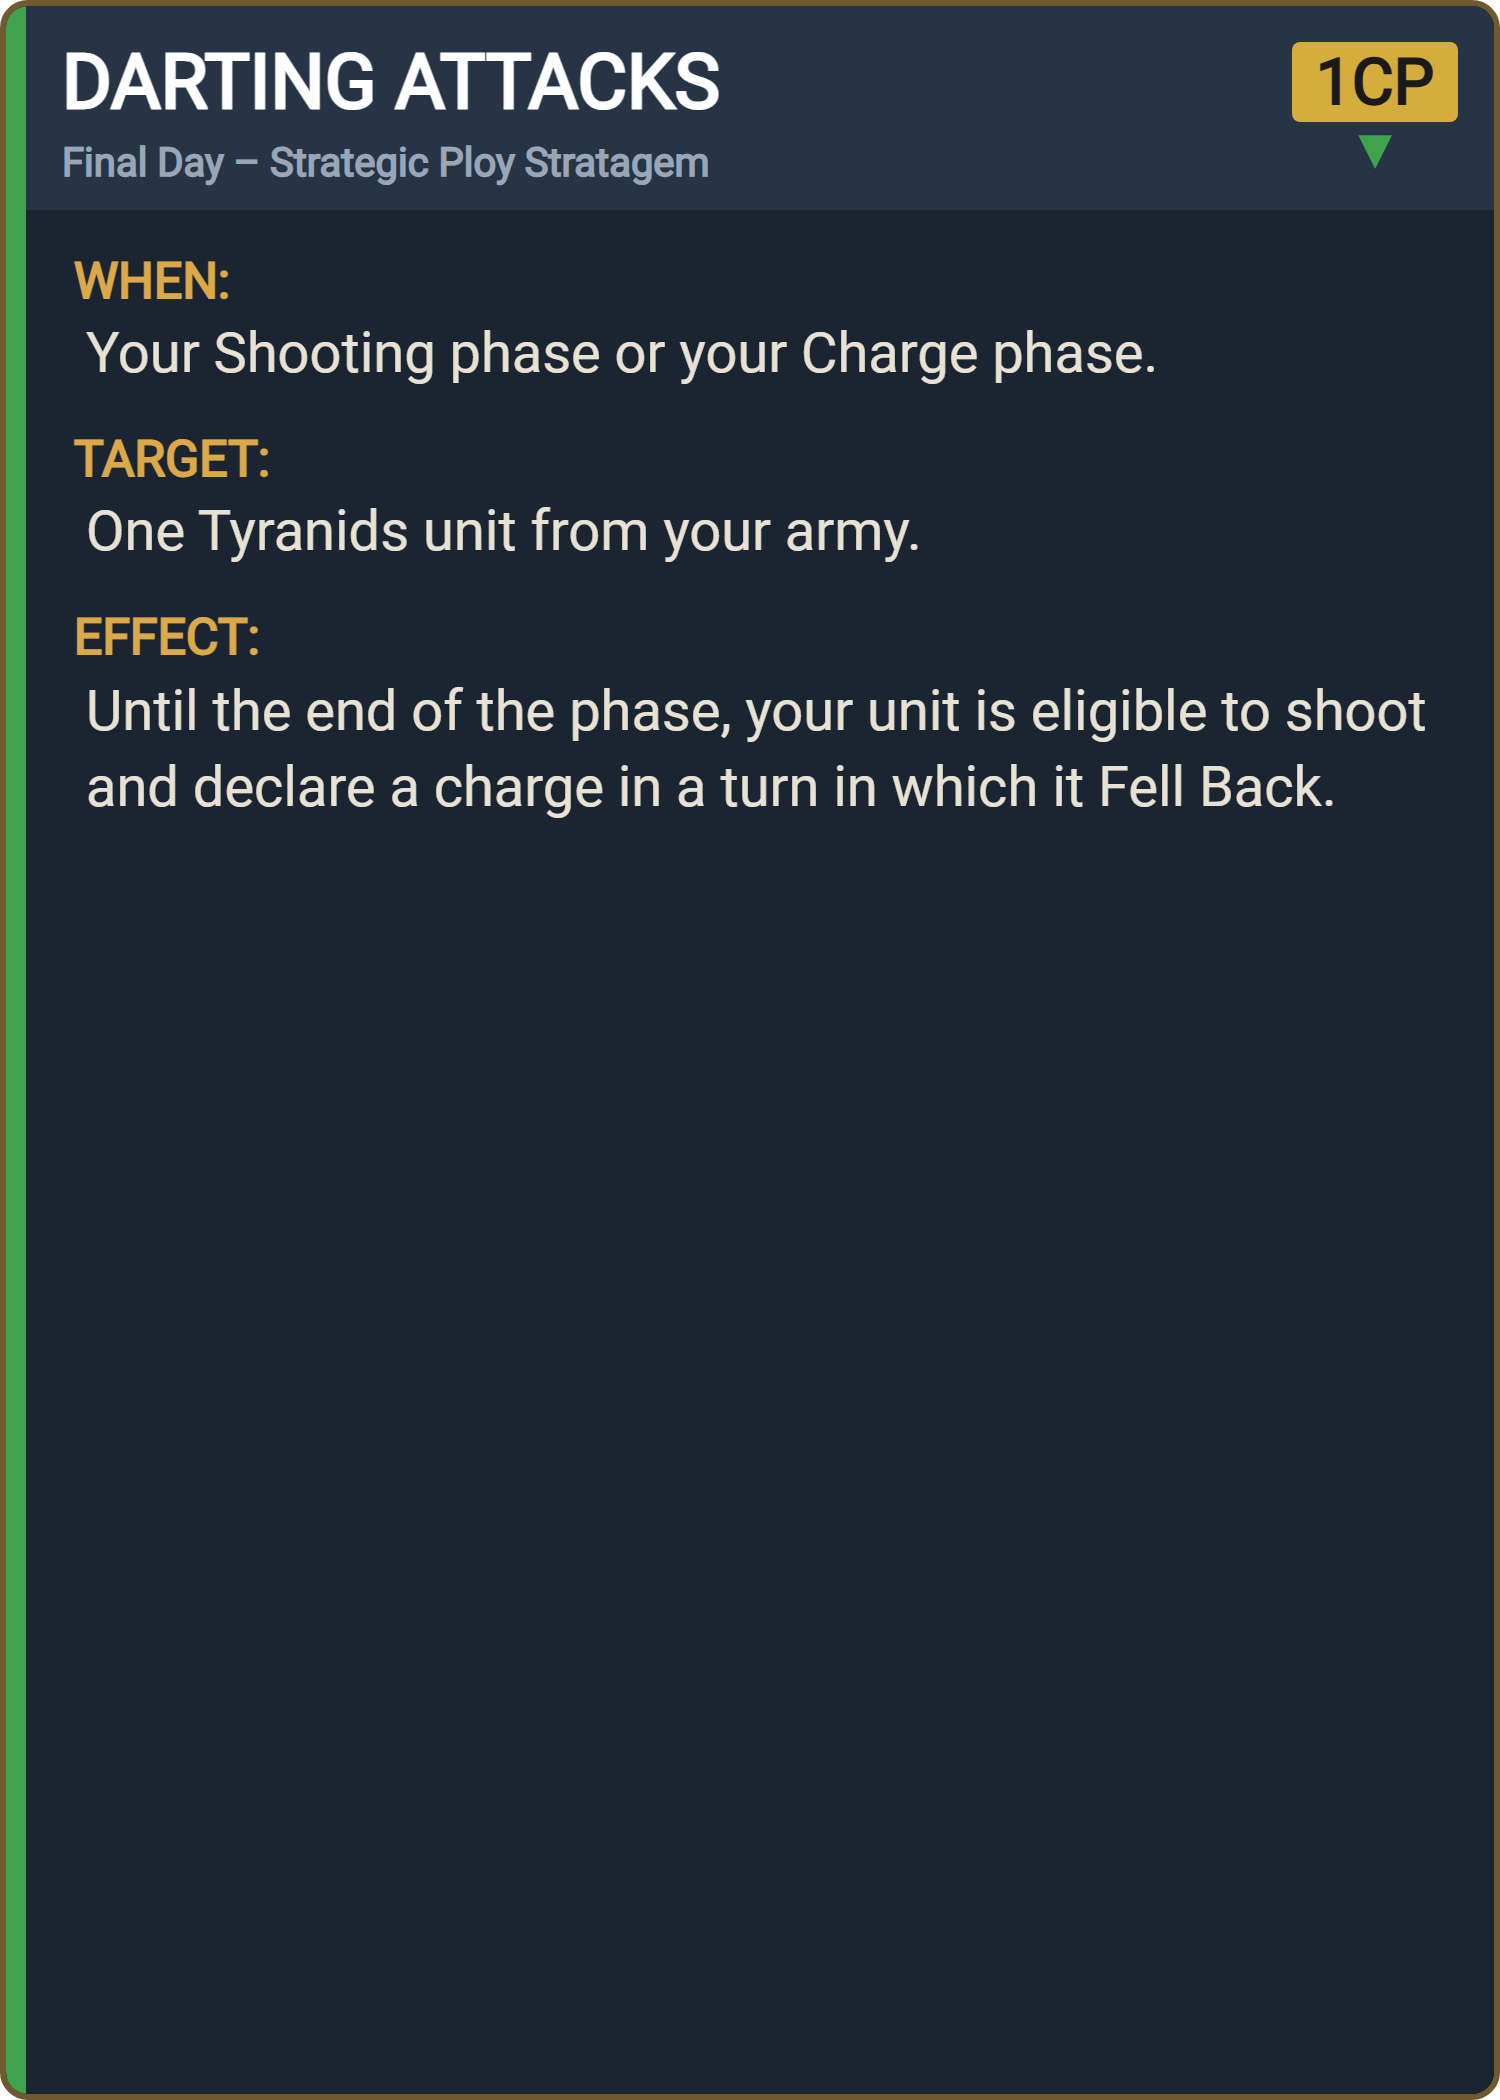 DARTING ATTACKS
1CP
Final Day – Strategic Ploy Stratagem
WHEN:
Your Shooting phase or your Charge phase.
TARGET:
One Tyranids unit from your army.
EFFECT:
Until the end of the phase, your unit is eligible to shoot
and declare a charge in a turn in which it Fell Back.